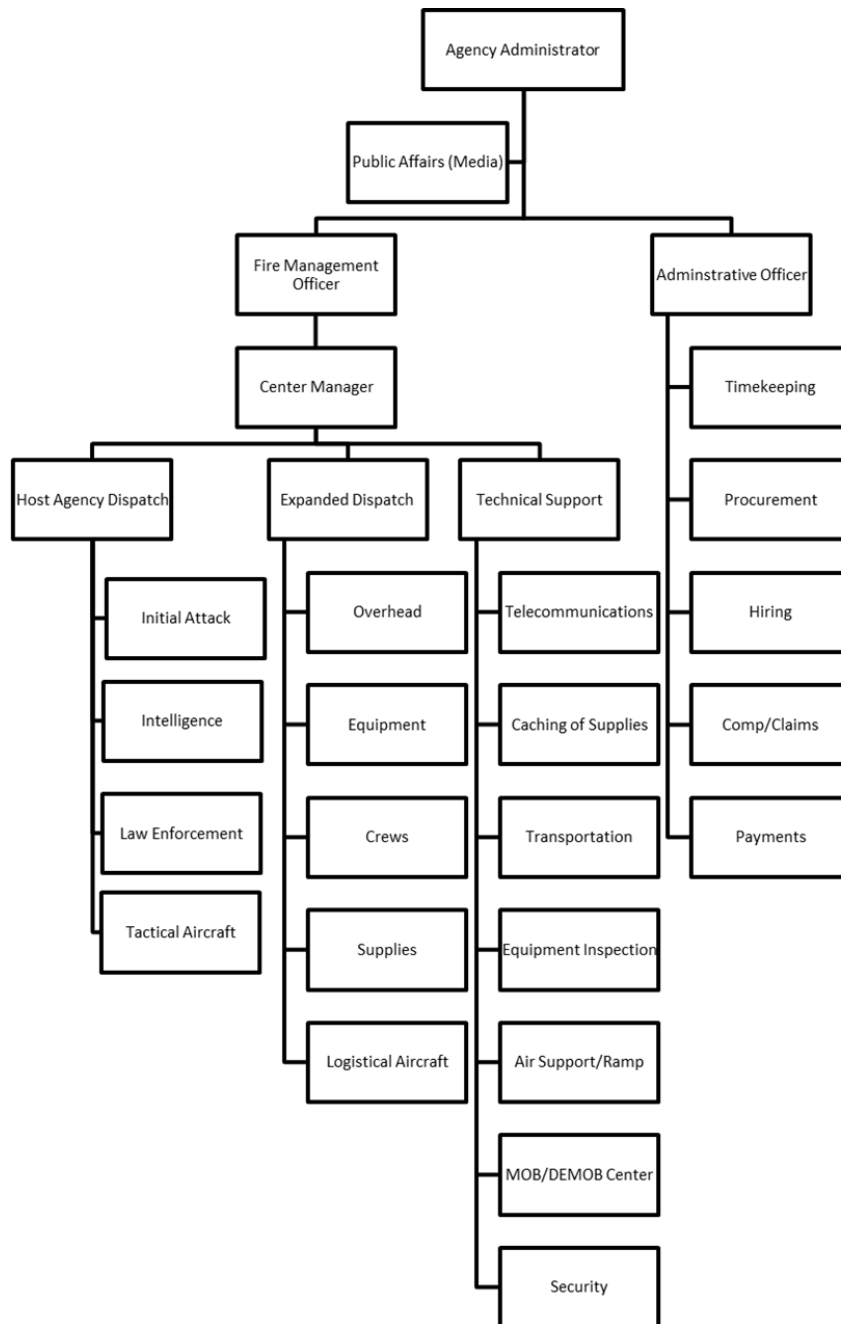 Agency Administrator
Public Affairs (Media)
Fire Management
Officer
Adminstrative Officer
Center Manager
Timekeeping
Host Agency Dispatch
Expanded Dispatch
Technical Support
Procurement
Initial Attack
Overhead
Telecommunications
Hiring
Intelligence
Equipment
Caching of Supplies
Comp/Claims
Law Enforcement
Crews
Transportation
Payments
Tactical Aircraft
Supplies
Equipment Inspection
Logistical Aircraft
Air Support/Ramp
MOB/DEMOB Center
Security